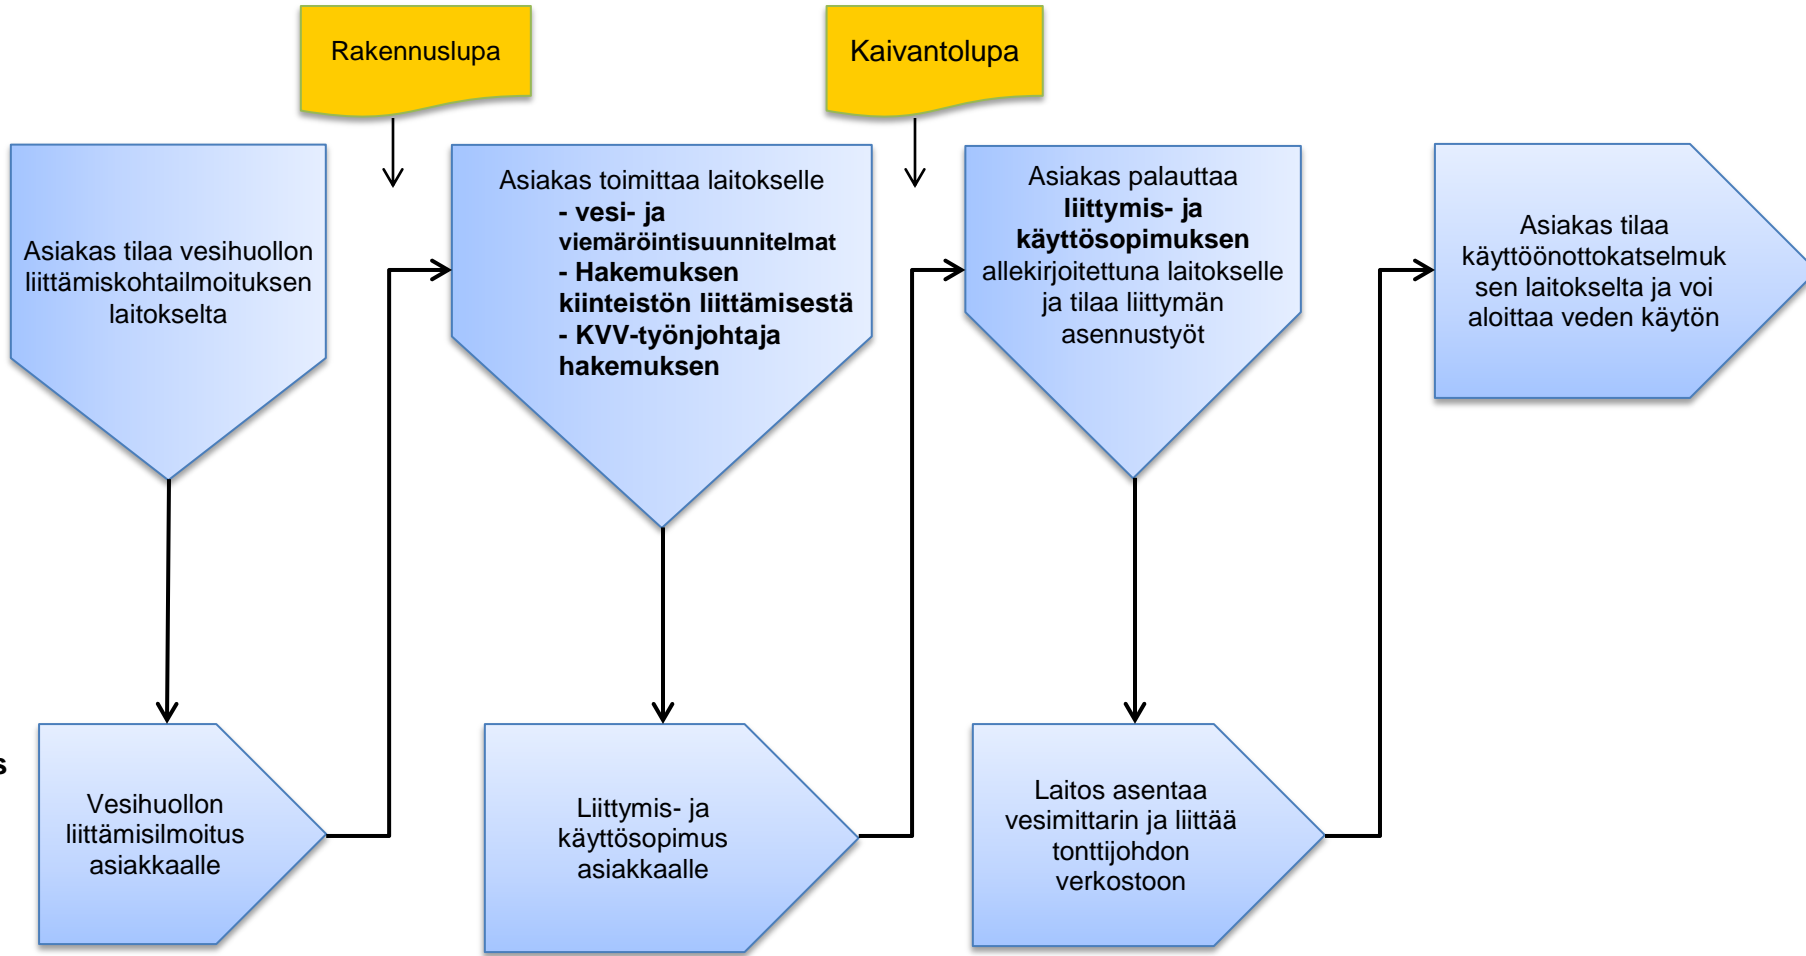 Rakennuslupa
Kaivantolupa
Asiakas tilaa vesihuollon
liittämiskohtailmoituksen
laitokselta
Asiakas toimittaa laitokselle
- vesi- ja
viemäröintisuunnitelmat
- Hakemuksen
kiinteistön liittämisestä
- KVV-työnjohtaja
hakemuksen
Asiakas palauttaa
liittymis- ja
käyttösopimuksen
allekirjoitettuna laitokselle
ja tilaa liittymän
asennustyöt
Asiakas tilaa
käyttöönottokatselmuk
sen laitokselta ja voi
aloittaa veden käytön
s
Vesihuollon
liittämisilmoitus
asiakkaalle
Liittymis- ja
käyttösopimus
asiakkaalle
Laitos asentaa
vesimittarin ja liittää
tonttijohdon
verkostoon